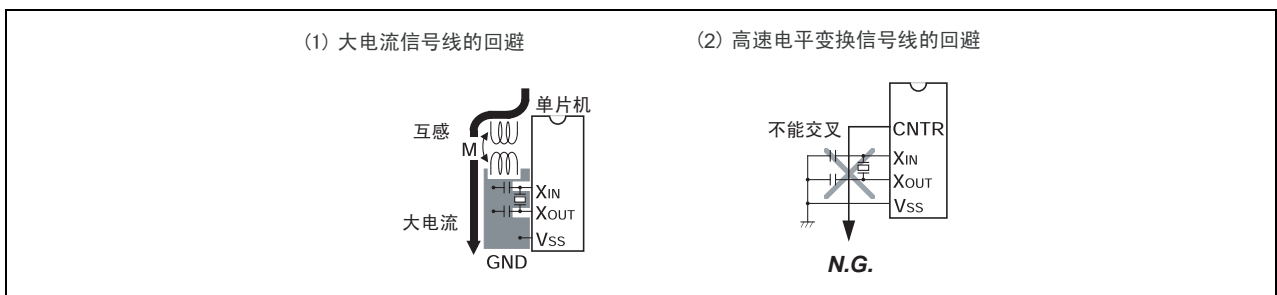 (1) 大电流信号线的回避
单片机
互感
M
XIN
XOUT
大电流
VSS
GND
(2) 高速电平变换信号线的回避
不能交叉
CNTR
XIN
XOUT
VSS
N.G.